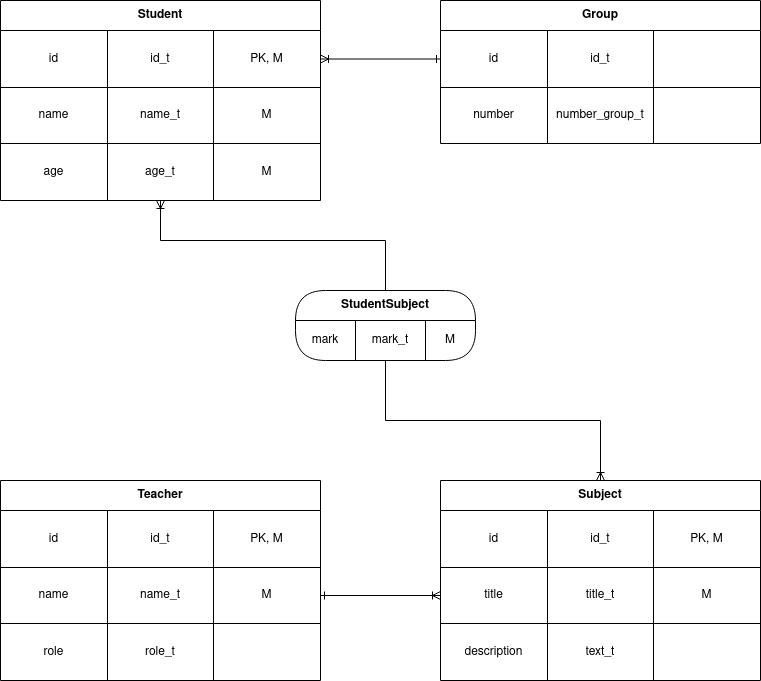 Student
id id_t PK, M
name name_t M
age age_t M
Group
id id_t
number number_group_t
StudentSubject
mark mark_t M
Teacher
id id_t PK, M
name name_t M
role role_t
Subject
id id_t PK, M
title title_t M
description text_t